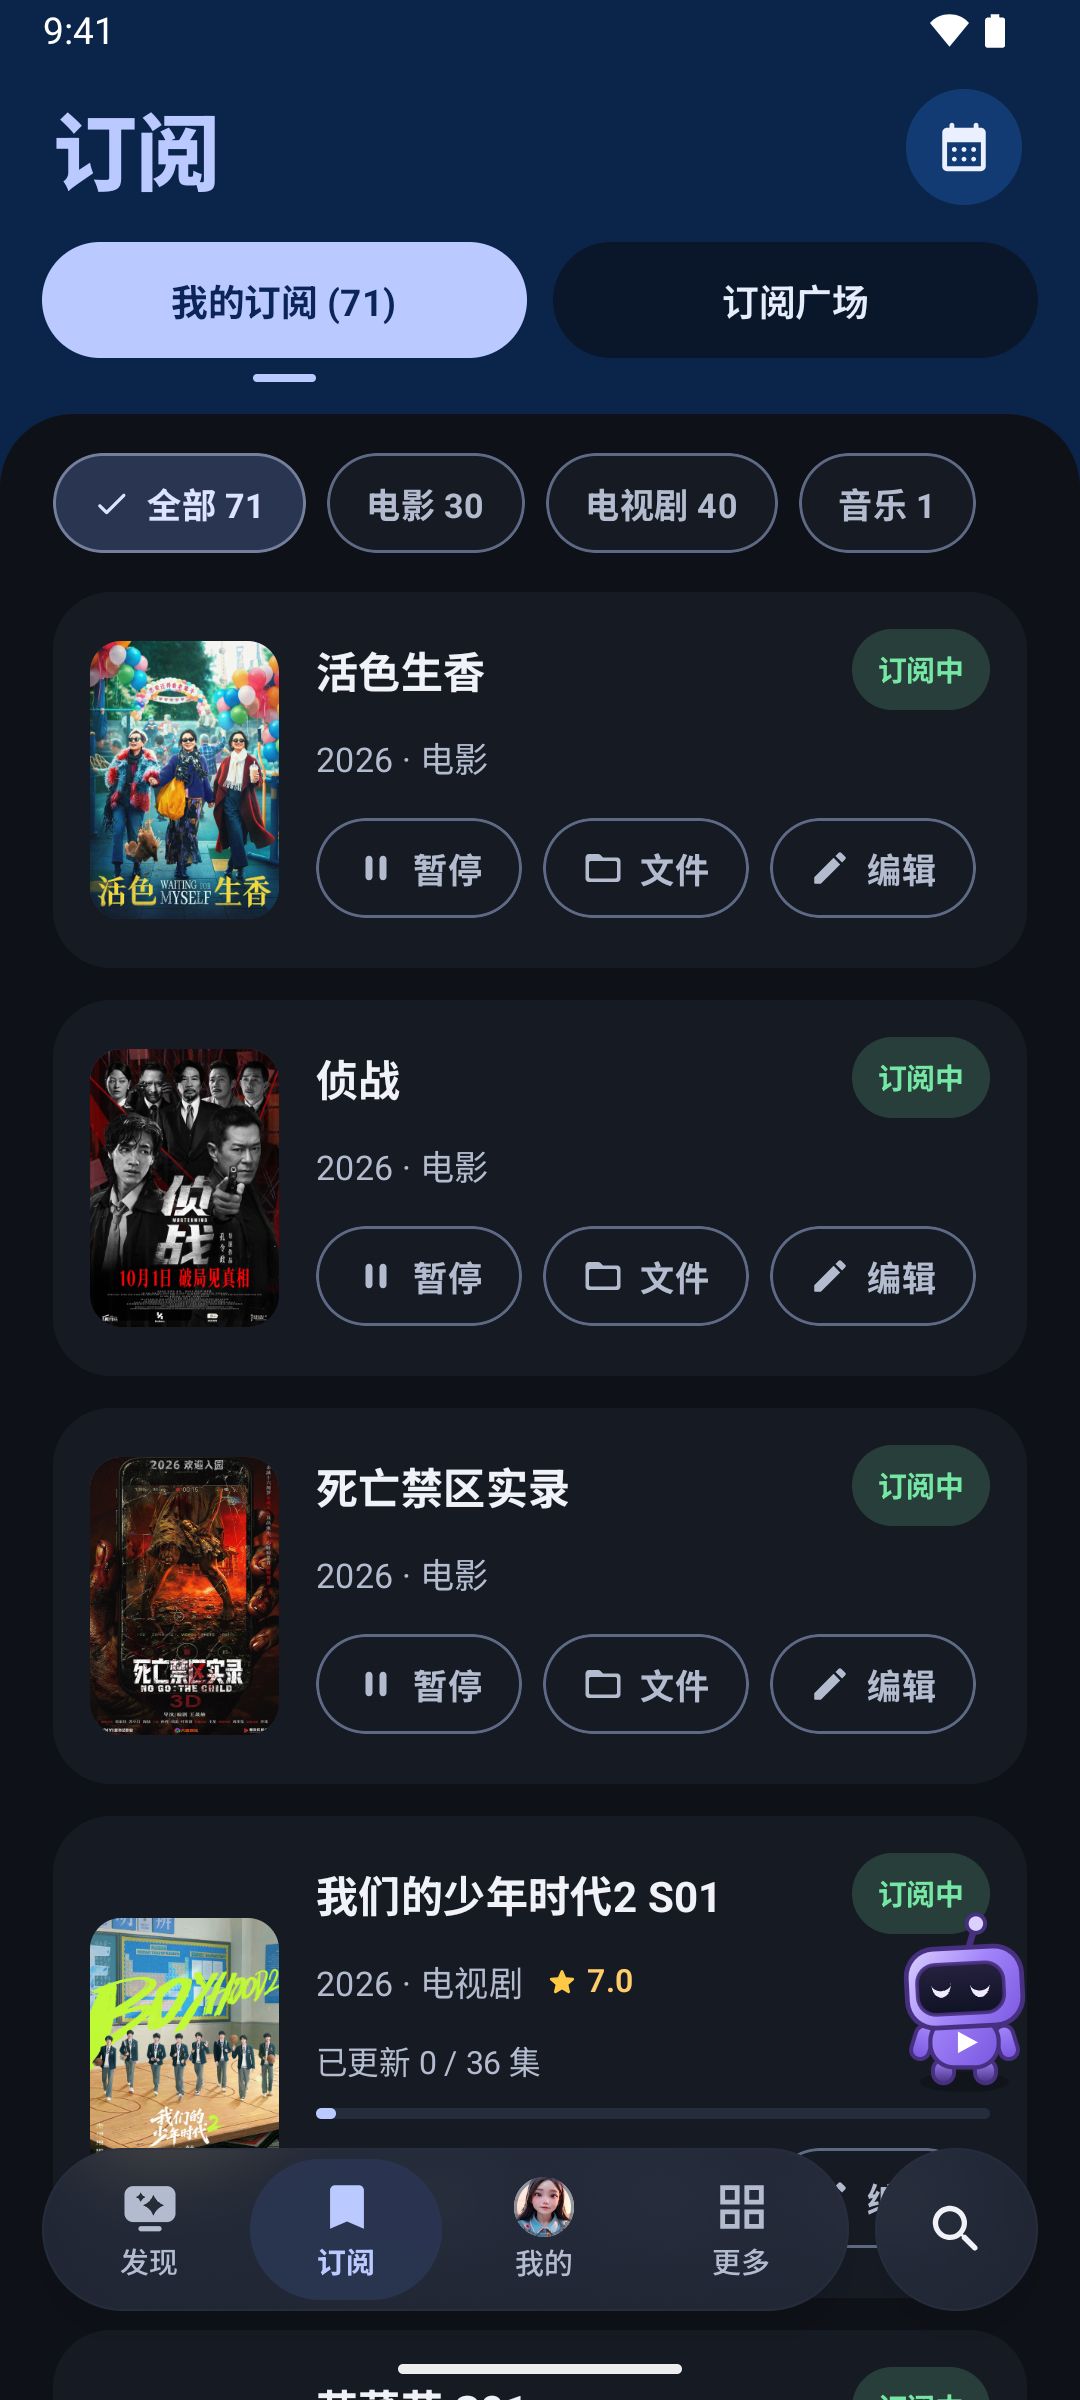 9:41
订阅
我的订阅 (71)
订阅广场
全部 71
电影 30
电视剧 40
音乐 1
活色生香
订阅中
2026 · 电影
暂停
文件
编辑
活色 WAITING FOR MYSELF 生香
侦战
订阅中
2026 · 电影
暂停
文件
编辑
侦战
MASTERMIND
10月1日 破局见真相
死亡禁区实录
订阅中
2026 · 电影
暂停
文件
编辑
2026 欢迎入园
死亡禁区实录
NO GO: THE CHILD
3D
我们的少年时代2 S01
订阅中
2026 · 电视剧 7.0
已更新 0 / 36 集
BOYHOOD2
我们的
少年时代2
发现
订阅
我的
更多